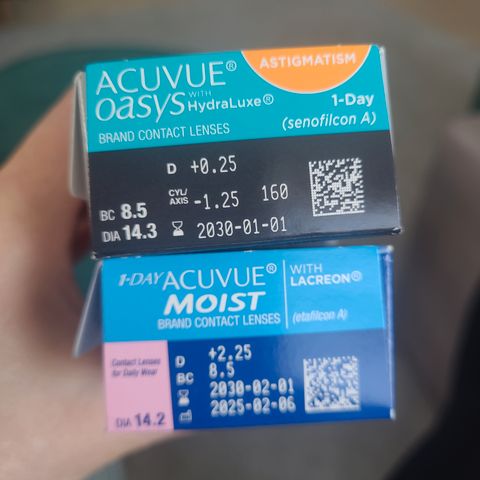 ACUVUE® ASTIGMATISM
OASYS WITH HydraLuxe® 1-Day
BRAND CONTACT LENSES (senofilcon A)
D +0.25
CYL/AXIS -1.25 160
BC 8.5
DIA 14.3 2030-01-01
1-DAY ACUVUE® WITH
MOIST LACREON®
BRAND CONTACT LENSES (etafilcon A)
Contact Lenses
for Daily Wear
D +2.25
BC 8.5
2030-02-01
2025-02-06
DIA 14.2